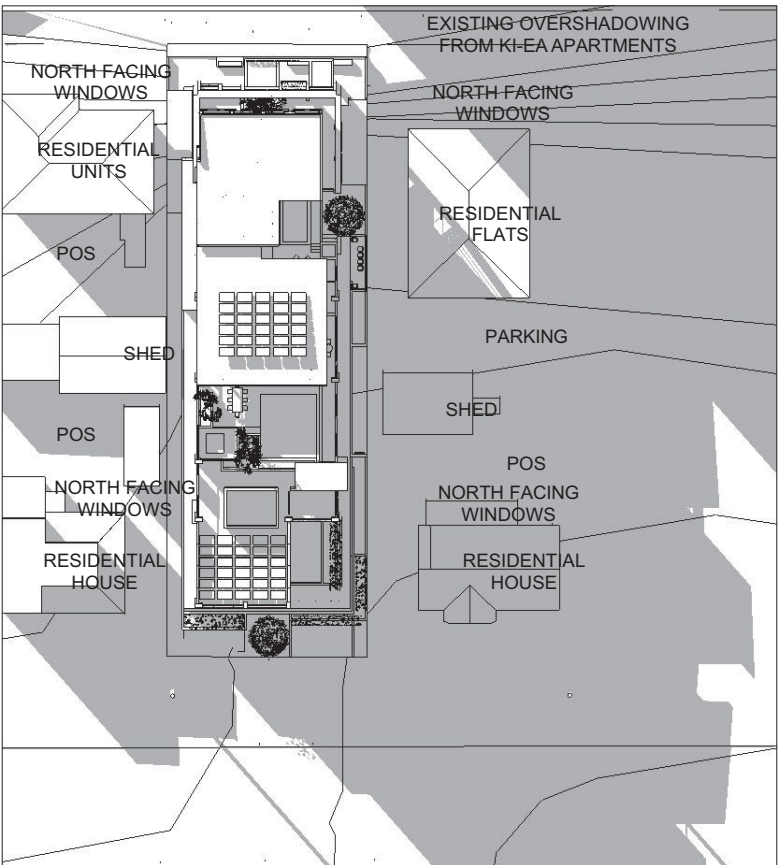 EXISTING OVERSHADOWING
FROM KI-EA APARTMENTS
NORTH FACING
WINDOWS
NORTH FACING
WINDOWS
RESIDENTIAL
UNITS
RESIDENTIAL
FLATS
POS
PARKING
SHED
SHED
POS
POS
NORTH FACING
WINDOWS
NORTH FACING
WINDOWS
RESIDENTIAL
HOUSE
RESIDENTIAL
HOUSE